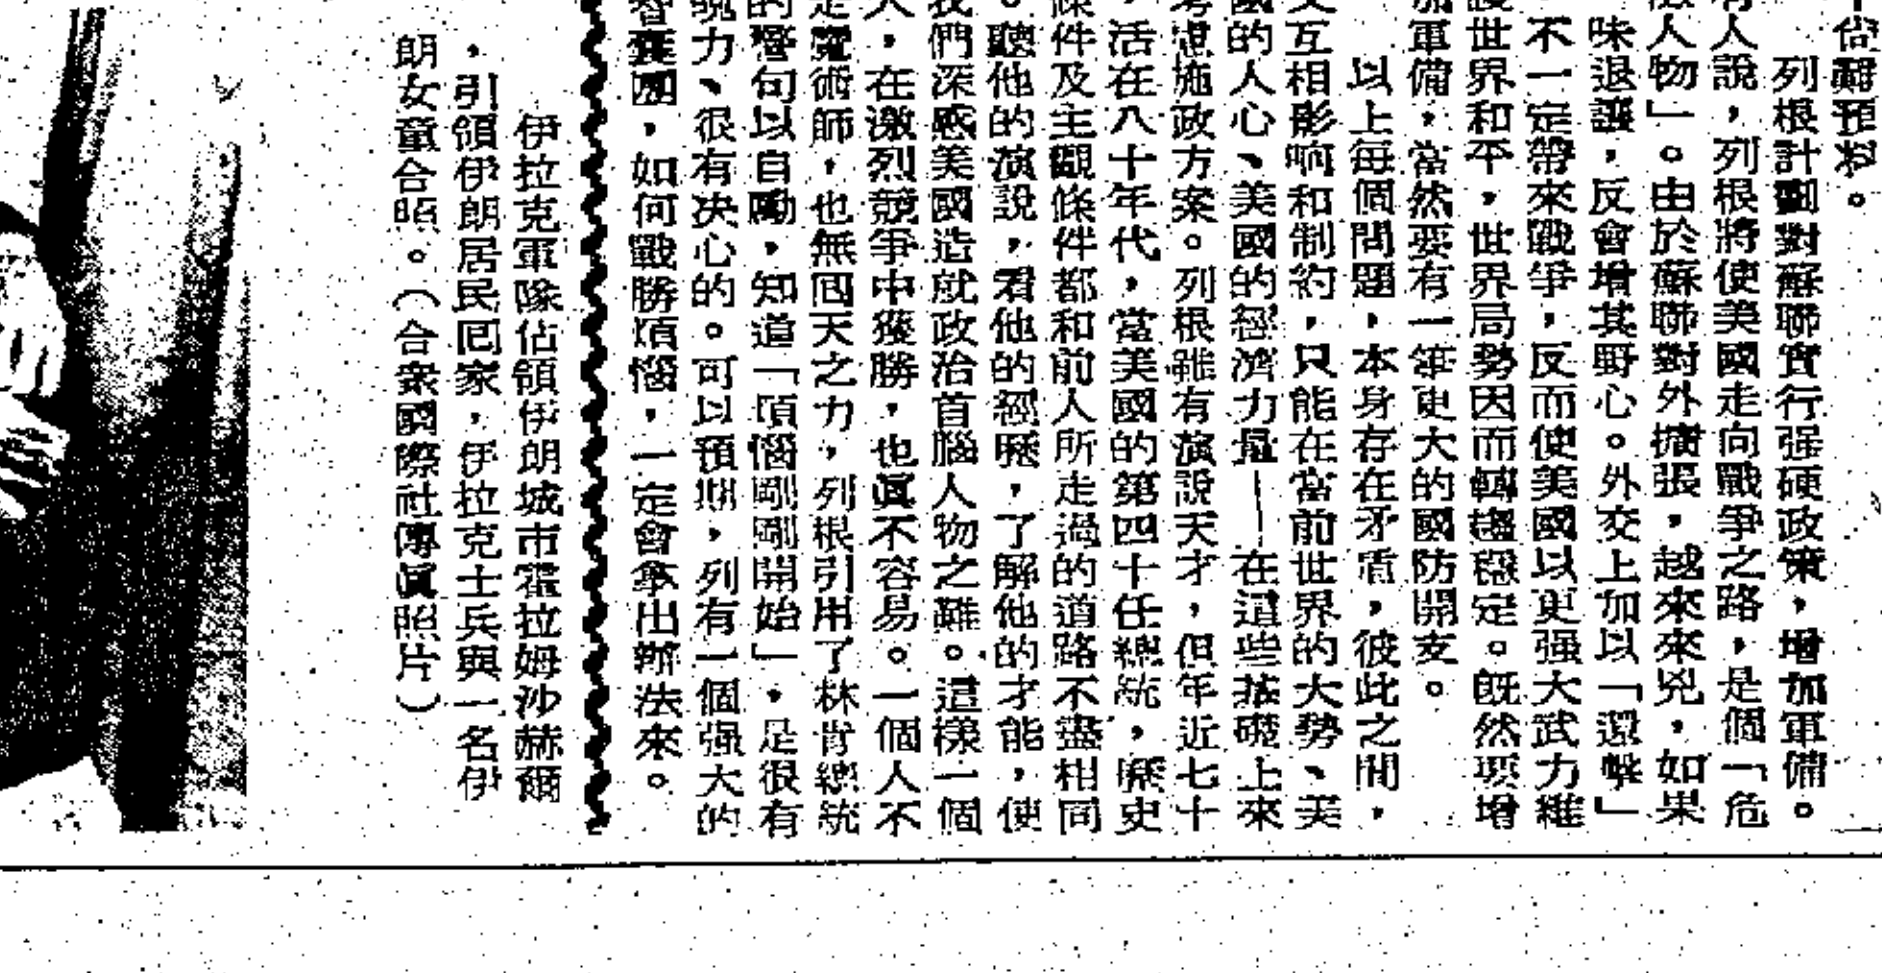 尙難預料。
列根計劃對蘇聯實行强硬政策，增加軍備。
有人說，列根將使美國走向戰爭之路，是個「危
險人物」。由於蘇聯對外擴張，越來來兇，如果
味退讓，反會增其野心。外交上加以「還擊」
，不一定帶來戰爭，反而使美國以更强大武力維
護世界和平，世界局勢因而轉趨穩定。旣然要增
加軍備，當然要有一筆更大的國防開支。
以上每個問題，本身存在矛盾，彼此之間，
又互相影响和制約，只能在當前世界的大勢、美
國的人心、美國的經濟力量——在這些基礎上來
考慮施政方案。列根雖有演說天才，但年近七十
，活在八十年代，當美國的第四十任總統，歷史
條件及主觀條件都和前人所走過的道路不盡相同
。聽他的演說，看他的經歷，了解他的才能，使
我們深感美國造就政治首腦人物之難。這樣一個
人，在激烈競爭中獲勝，也眞不容易。一個人不
是魔術師，也無囘天之力，列根引用了林肯總統
的警句以自勵，知道「煩惱剛剛開始」，是很有
魄力、很有决心的。可以預期，列有一個强大的
智囊團，如何戰勝煩惱，一定會拿出辦法來。
伊拉克軍隊佔領伊朗城市霍拉姆沙赫爾
，引領伊朗居民囘家，伊拉克士兵與一名伊
朗女童合照。（合衆國際社傳眞照片）